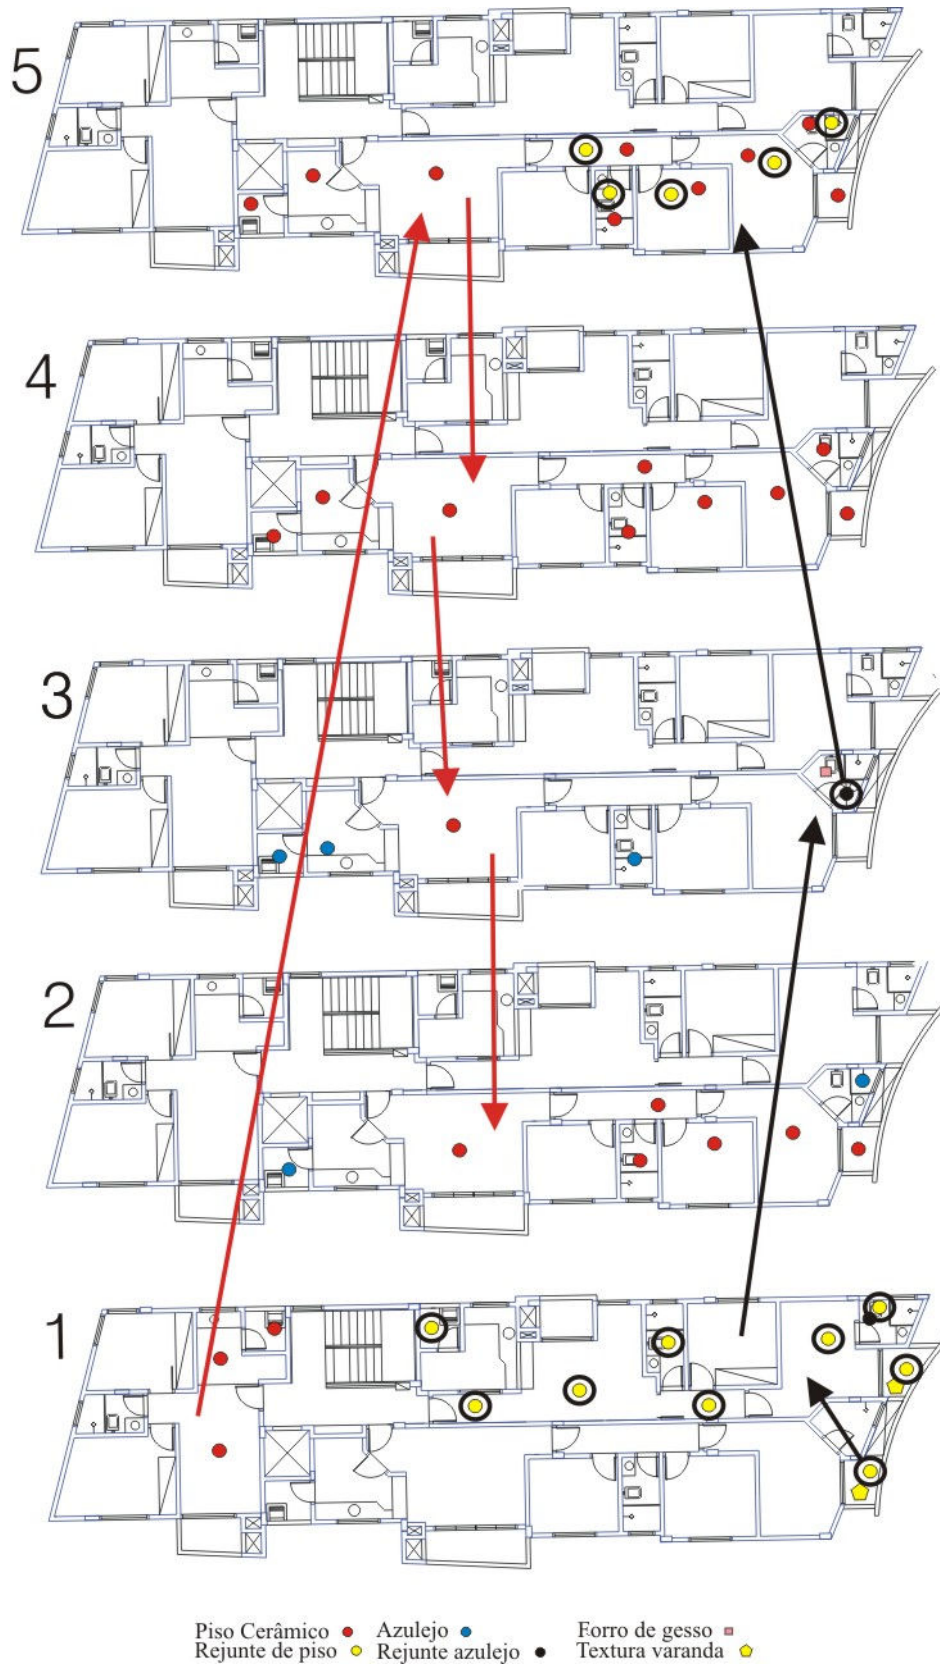 5
4
3
2
1
Piso Cerâmico Azulejo Forro de gesso
Rejunte de piso Rejunte azulejo Textura varanda